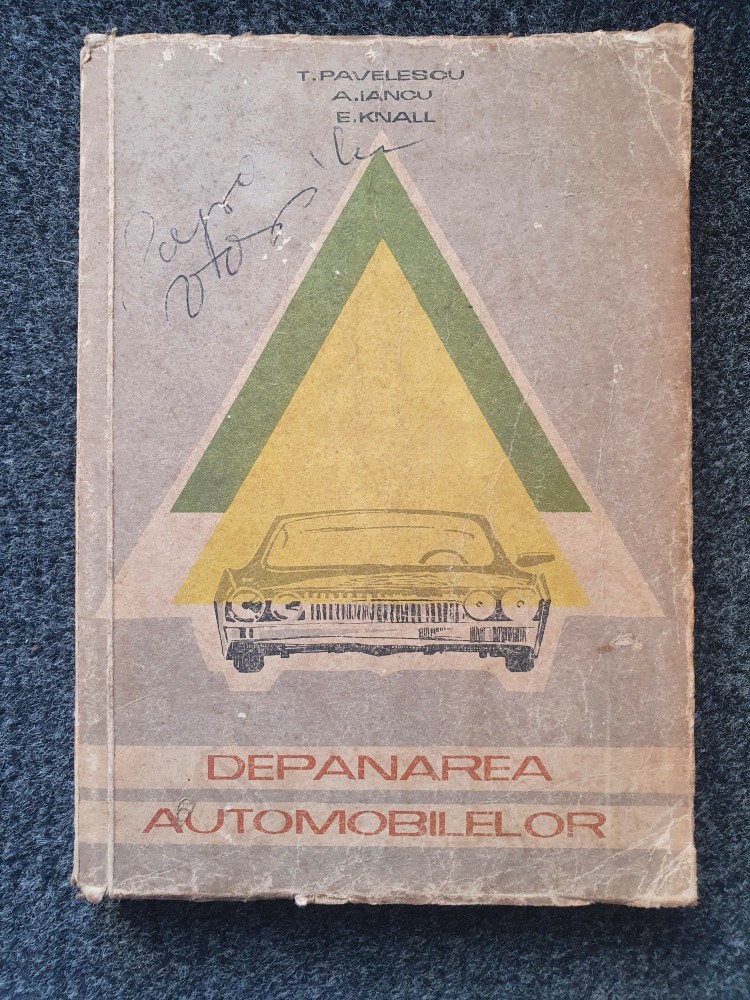 T. PAVELESCU
A. IANCU
E. KNALL
DEPANAREA
AUTOMOBILELOR